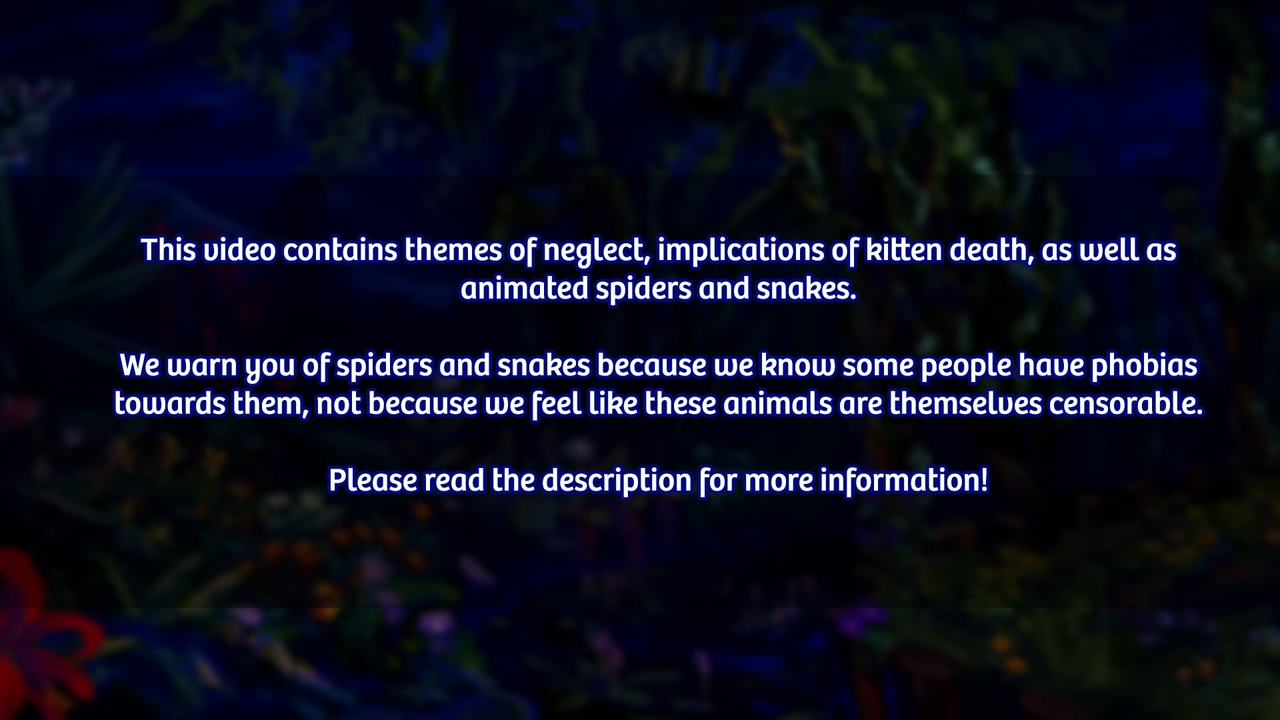 This video contains themes of neglect, implications of kitten death, as well as
animated spiders and snakes.
We warn you of spiders and snakes because we know some people have phobias
towards them, not because we feel like these animals are themselves censorable.
Please read the description for more information!